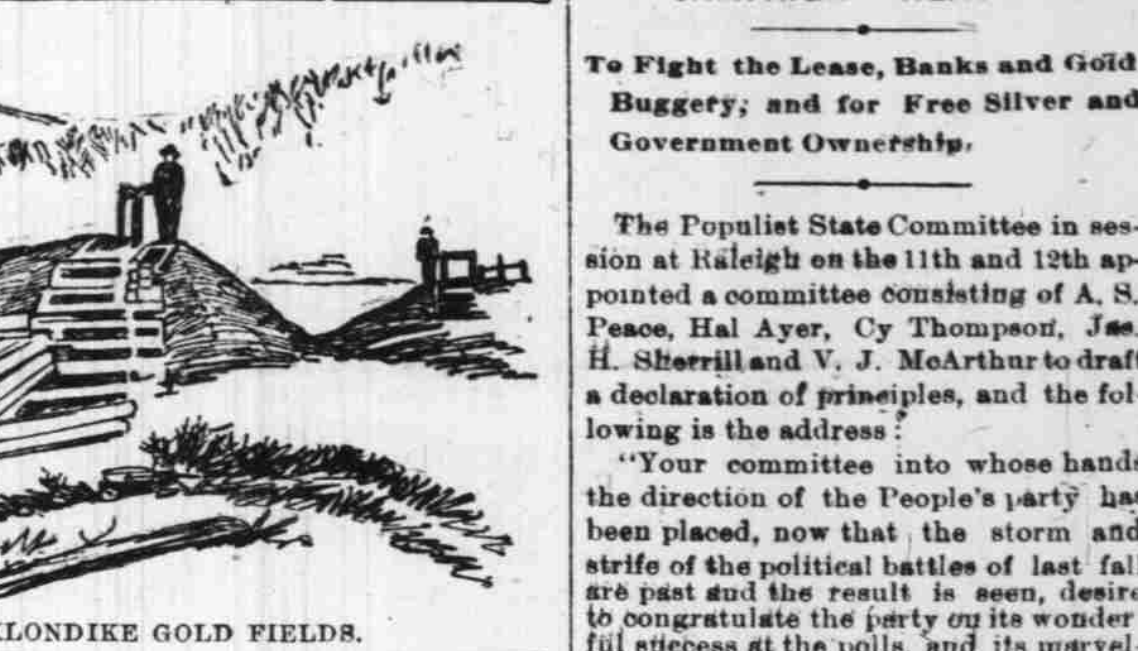 KLONDIKE GOLD FIELDS.
To Fight the Lease, Banks and Gold
Buggery; and for Free Silver and
Government Ownership.
The Populist State Committee in ses-
sion at Raleigh on the 11th and 12th ap-
pointed a committee consisting of A. S.
Peace, Hal Ayer, Cy Thompson, Jas.
H. Sherrill and V. J. McArthur to draft
a declaration of principles, and the fol-
lowing is the address:
"Your committee into whose hands
the direction of the People's party has
been placed, now that the storm and
strife of the political battles of last fall
are past and the result is seen, desire
to congratulate the party on its wonder
ful success at the polls and its marvel-